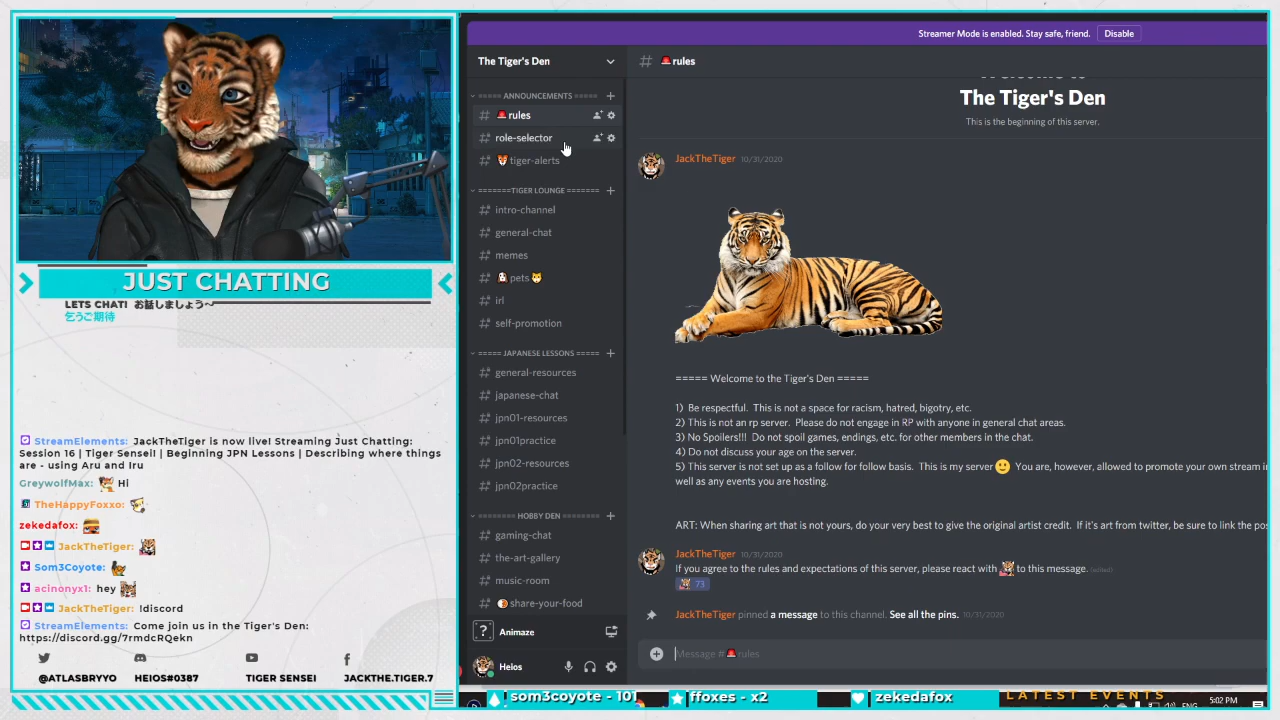 JUST CHATTING
LETS CHAT! お話しましょう〜
乞うご期待
StreamElements: JackTheTiger is now live! Streaming Just Chatting:
Session 16 | Tiger Sensei! | Beginning JPN Lessons | Describing where things
are - using Aru and Iru
GreywolfMax: Hi
TheHappyFoxxo:
zekedafox:
JackTheTiger:
Som3Coyote:
acinonyx1: hey
JackTheTiger: !discord
StreamElements: Come join us in the Tiger's Den:
https://discord.gg/7rmdcRQekn
@ATLASBRYYO HEIOS#0387 TIGER SENSEI JACKTHE.TIGER.7
Streamer Mode is enabled. Stay safe, friend. Disable
The Tiger's Den
===== ANNOUNCEMENTS =====
rules
role-selector
tiger-alerts
=======TIGER LOUNGE=======
intro-channel
general-chat
memes
pets
irl
self-promotion
===== JAPANESE LESSONS =====
general-resources
japanese-chat
jpn01-resources
jpn01practice
jpn02-resources
jpn02practice
======== HOBBY DEN ========
gaming-chat
the-art-gallery
music-room
share-your-food
Animaze
Heios
# rules
The Tiger's Den
This is the beginning of this server.
JackTheTiger 10/31/2020
===== Welcome to the Tiger's Den =====
1) Be respectful. This is not a space for racism, hatred, bigotry, etc.
2) This is not an rp server. Please do not engage in RP with anyone in general chat areas.
3) No Spoilers!!! Do not spoil games, endings, etc. for other members in the chat.
4) Do not discuss your age on the server.
5) This server is not set up as a follow for follow basis. This is my server You are, however, allowed to promote your own stream in
well as any events you are hosting.
ART: When sharing art that is not yours, do your very best to give the original artist credit. If it's art from twitter, be sure to link the pos
JackTheTiger 10/31/2020
If you agree to the rules and expectations of this server, please react with to this message. (edited)
73
JackTheTiger pinned a message to this channel. See all the pins. 10/31/2020
Message # rules
som3coyote - 101 ffoxes - x2 zekedafox LATEST EVENTS
ENG 5:02 PM